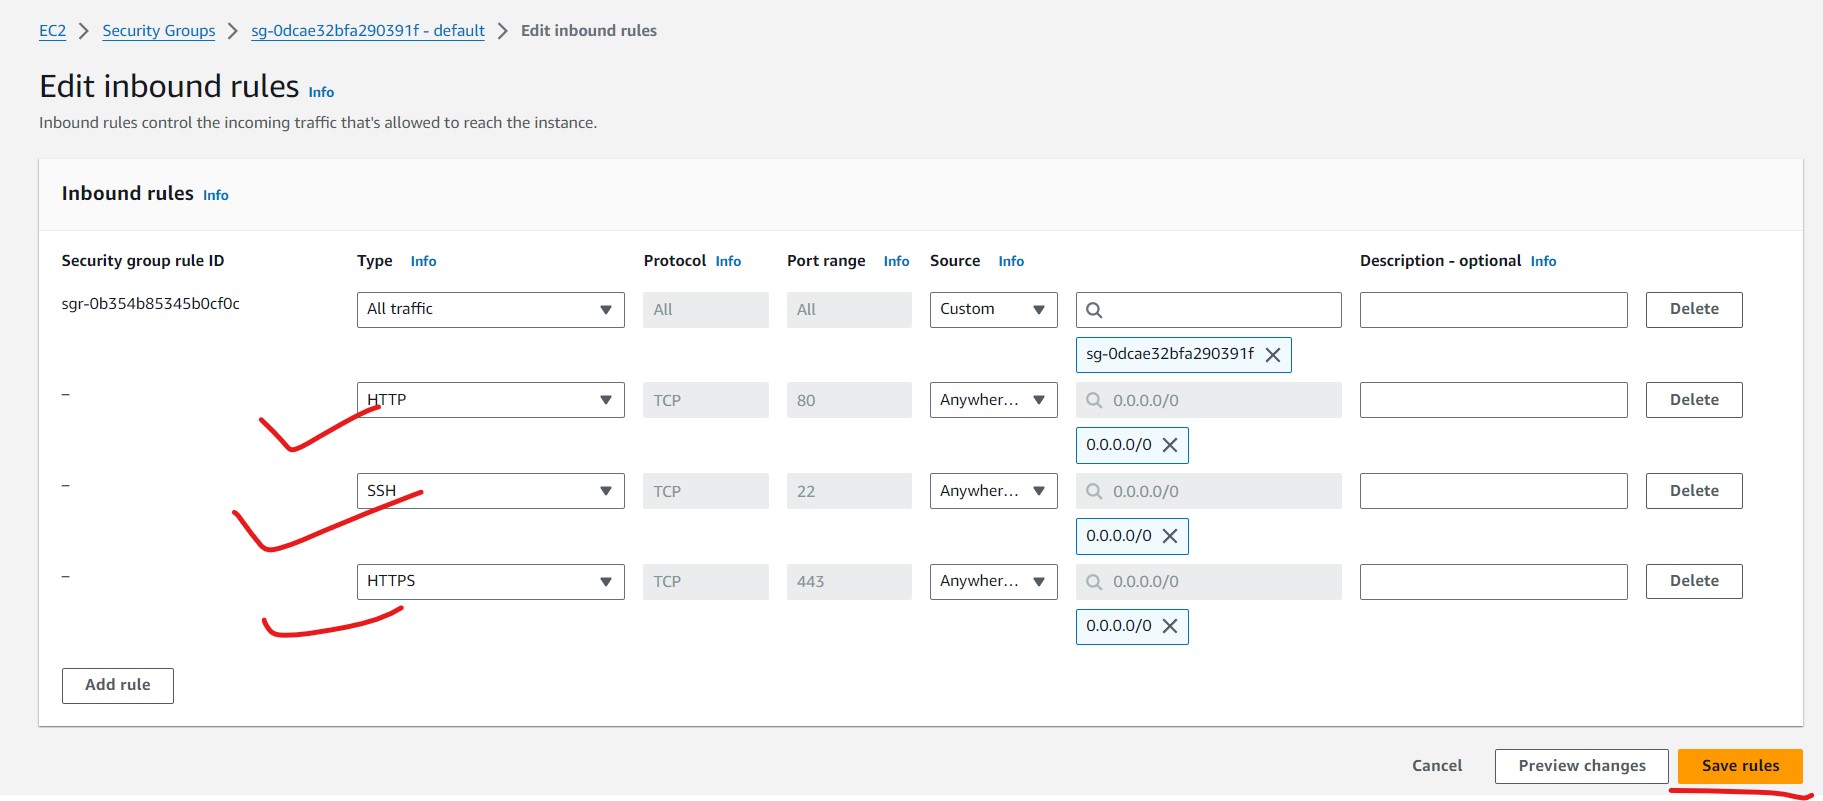 EC2 > Security Groups > sg-0dcae32bfa290391f - default > Edit inbound rules
Edit inbound rules Info
Inbound rules control the incoming traffic that's allowed to reach the instance.
Inbound rules Info
Security group rule ID Type Info Protocol Info Port range Info Source Info Description - optional Info
sgr-0b354b85345b0cf0c All traffic All All Custom Delete
sg-0dcae32bfa290391f
– HTTP TCP 80 Anywher... 0.0.0.0/0 Delete
0.0.0.0/0
– SSH TCP 22 Anywher... 0.0.0.0/0 Delete
0.0.0.0/0
– HTTPS TCP 443 Anywher... 0.0.0.0/0 Delete
0.0.0.0/0
Add rule
Cancel Preview changes Save rules